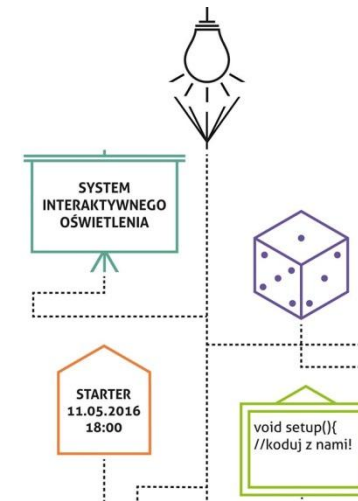 SYSTEM
INTERAKTYWNEGO
OŚWIETLENIA
STARTER
11.05.2016
18:00
void setup(){
//koduj z nami!